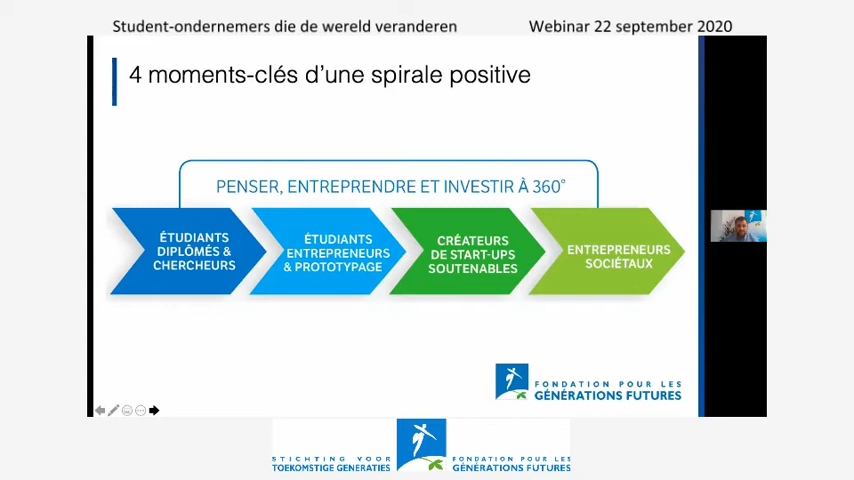 Student-ondernemers die de wereld veranderen
Webinar 22 september 2020
4 moments-clés d’une spirale positive
PENSER, ENTREPRENDRE ET INVESTIR À 360°
ÉTUDIANTS
DIPLÔMÉS &
CHERCHEURS
ÉTUDIANTS
ENTREPRENEURS
& PROTOTYPAGE
CRÉATEURS
DE START-UPS
SOUTENABLES
ENTREPRENEURS
SOCIÉTAUX
FONDATION POUR LES
GÉNÉRATIONS FUTURES
STICHTING VOOR
TOEKOMSTIGE GENERATIES
FONDATION POUR LES
GÉNÉRATIONS FUTURES